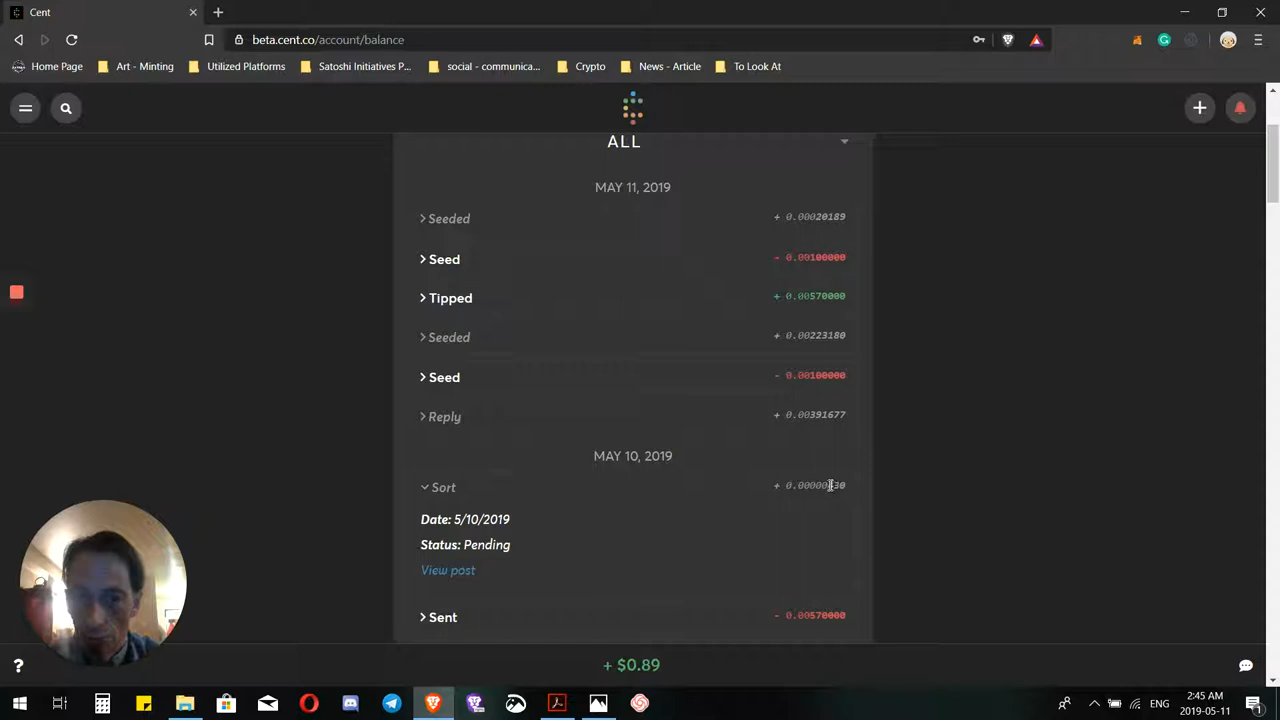 Cent
beta.cent.co/account/balance
Home Page
Art - Minting
Utilized Platforms
Satoshi Initiatives P...
social - communica...
Crypto
News - Article
To Look At
ALL
MAY 11, 2019
Seeded + 0.00020189
Seed - 0.00100000
Tipped + 0.00570000
Seeded + 0.00223180
Seed - 0.00100000
Reply + 0.00391677
MAY 10, 2019
Sort
Date: 5/10/2019
Status: Pending
View post
Sent - 0.00570000
?
+ $0.89
ENG
2:45 AM
2019-05-11